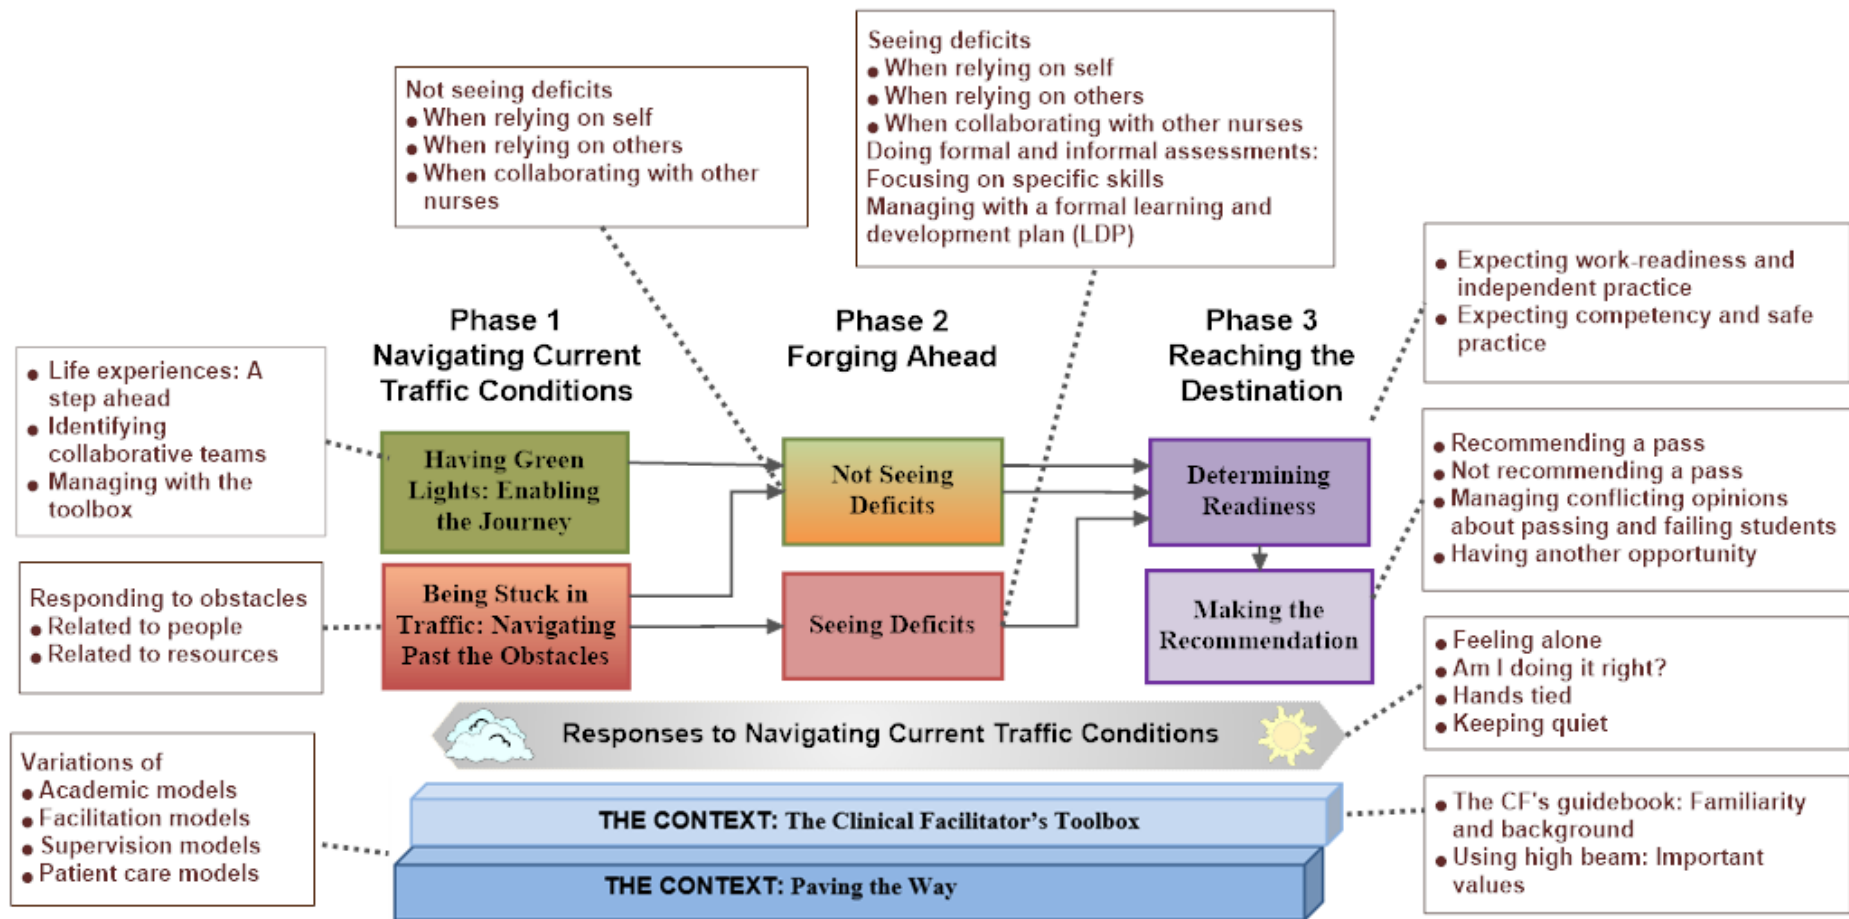 Not seeing deficits
● When relying on self
● When relying on others
● When collaborating with other
nurses
Seeing deficits
● When relying on self
● When relying on others
● When collaborating with other nurses
Doing formal and informal assessments:
Focusing on specific skills
Managing with a formal learning and
development plan (LDP)
Phase 1
Navigating Current
Traffic Conditions
Phase 2
Forging Ahead
Phase 3
Reaching the
Destination
● Expecting work-readiness and
independent practice
● Expecting competency and safe
practice
● Life experiences: A
step ahead
● Identifying
collaborative teams
● Managing with the
toolbox
Having Green
Lights: Enabling
the Journey
Not Seeing
Deficits
Determining
Readiness
● Recommending a pass
● Not recommending a pass
● Managing conflicting opinions
about passing and failing students
● Having another opportunity
Responding to obstacles
● Related to people
● Related to resources
Being Stuck in
Traffic: Navigating
Past the Obstacles
Seeing Deficits
Making the
Recommendation
● Feeling alone
● Am I doing it right?
● Hands tied
● Keeping quiet
Responses to Navigating Current Traffic Conditions
Variations of
● Academic models
● Facilitation models
● Supervision models
● Patient care models
THE CONTEXT: The Clinical Facilitator's Toolbox
THE CONTEXT: Paving the Way
● The CF's guidebook: Familiarity
and background
● Using high beam: Important
values